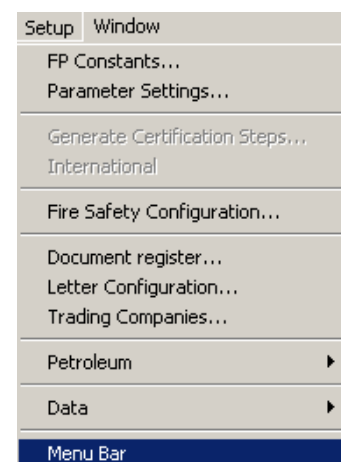 Setup Window
FP Constants...
Parameter Settings...
Generate Certification Steps...
International
Fire Safety Configuration...
Document register...
Letter Configuration...
Trading Companies...
Petroleum
Data
Menu Bar